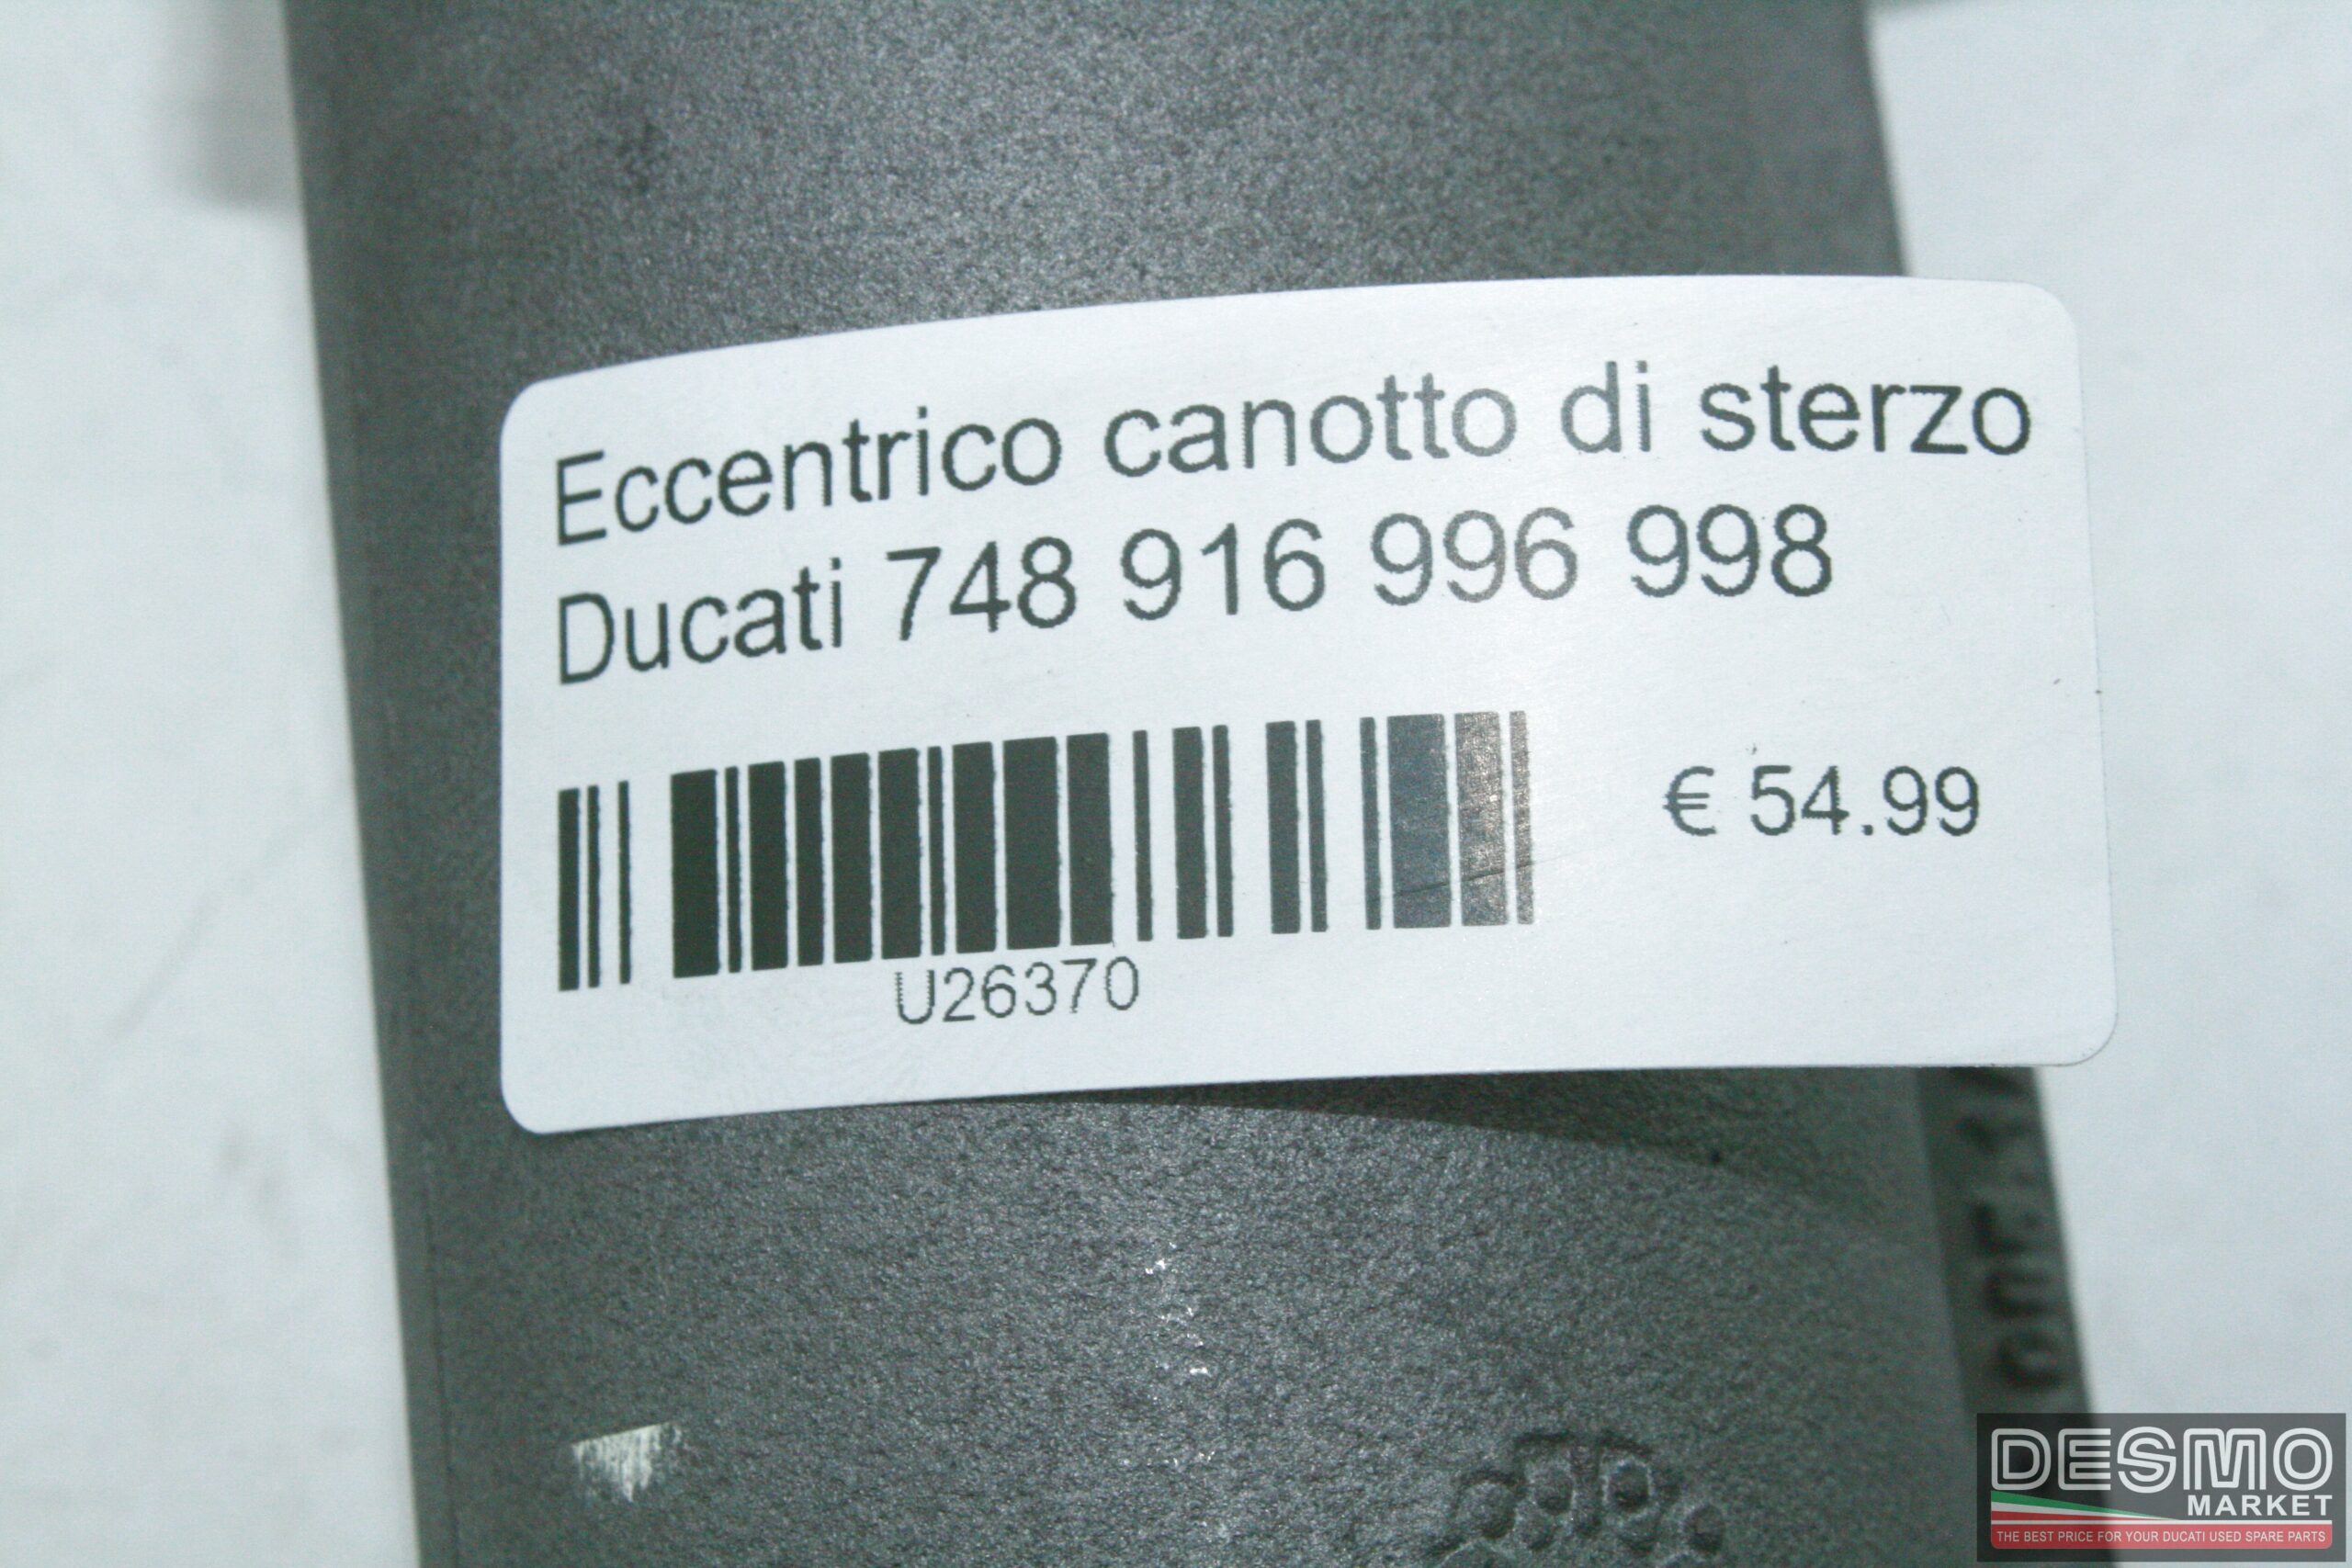 Eccentrico canotto di sterzo
Ducati 748 916 996 998
€ 54.99
U26370
DESMO
MARKET
THE BEST PRICE FOR YOUR DUCATI USED SPARE PARTS